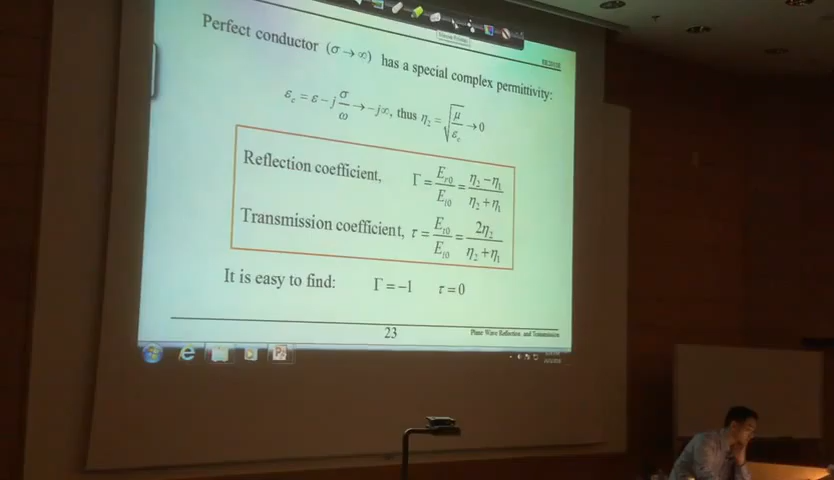 Perfect conductor (σ → ∞) has a special complex permittivity:
ε_c = ε − j σ/ω → −j∞, thus η₂ = √(μ/ε_c) → 0
Reflection coefficient, Γ = E_r0/E_i0 = (η₂ − η₁)/(η₂ + η₁)
Transmission coefficient, τ = E_t0/E_i0 = 2η₂/(η₂ + η₁)
It is easy to find: Γ = −1 τ = 0
23
Plane Wave Reflection and Transmission